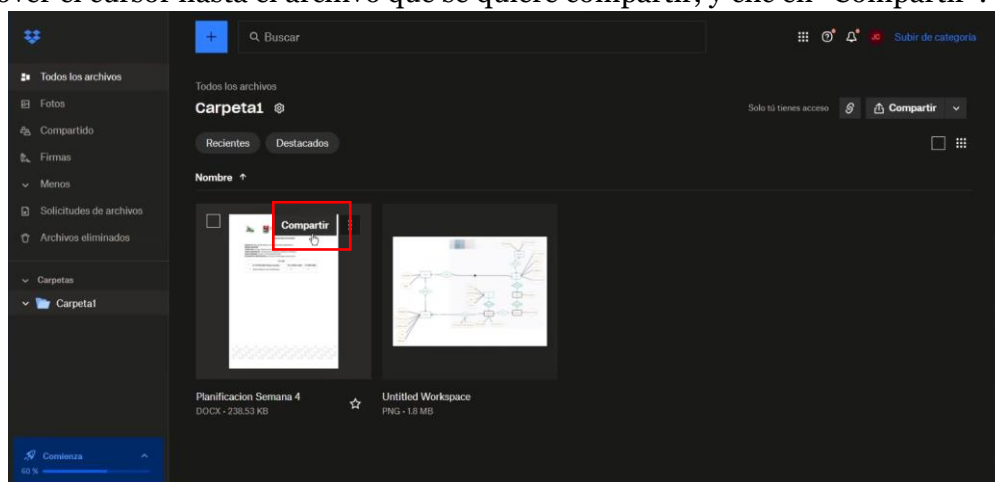 over el cursor hasta el archivo que se quiere compartir, y clic en "Compartir".
Buscar
JC
Subir de categoría
Todos los archivos
Fotos
Compartido
Firmas
Menos
Solicitudes de archivos
Archivos eliminados
Carpetas
Carpeta1
Comienza
60 %
Todos los archivos
Carpeta1
Solo tú tienes acceso
Compartir
Recientes
Destacados
Nombre
Compartir
Planificacion Semana 4
DOCX • 238.53 KB
Untitled Workspace
PNG • 1.8 MB